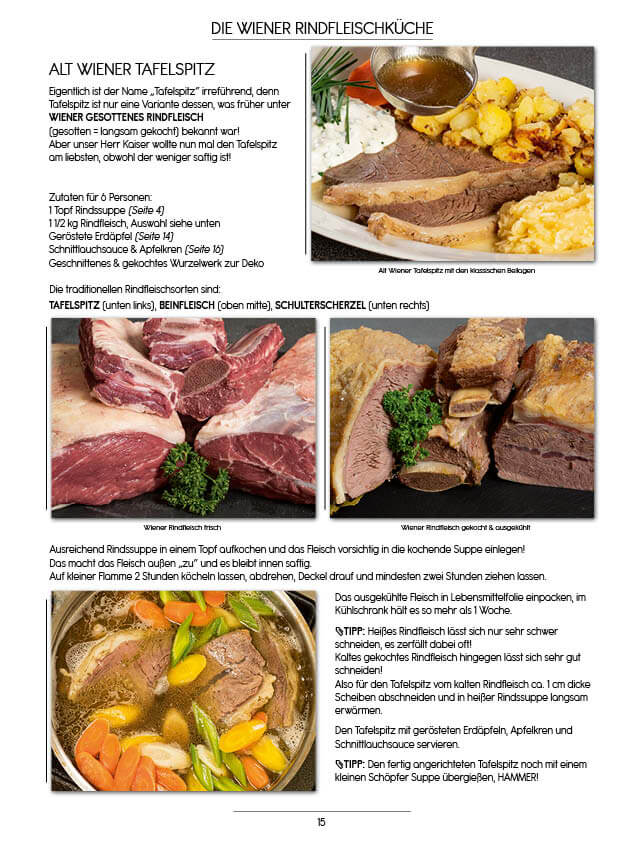 DIE WIENER RINDFLEISCHKÜCHE
ALT WIENER TAFELSPITZ
Eigentlich ist der Name „Tafelspitz" irreführend, denn
Tafelspitz ist nur eine Variante dessen, was früher unter
WIENER GESOTTENES RINDFLEISCH
(gesotten = langsam gekocht) bekannt war!
Aber unser Herr Kaiser wollte nun mal den Tafelspitz
am liebsten, obwohl der weniger saftig ist!
Zutaten für 6 Personen:
1 Topf Rindssuppe (Seite 4)
1 1/2 kg Rindfleisch, Auswahl siehe unten
Geröstete Erdäpfel (Seite 14)
Schnittlauchsauce & Apfelkren (Seite 16)
Geschnittenes & gekochtes Wurzelwerk zur Deko
Alt Wiener Tafelspitz mit den klassischen Beilagen
Die traditionellen Rindfleischsorten sind:
TAFELSPITZ (unten links), BEINFLEISCH (oben mitte), SCHULTERSCHERZEL (unten rechts)
Wiener Rindfleisch frisch
Wiener Rindfleisch gekocht & ausgekühlt
Ausreichend Rindssuppe in einem Topf aufkochen und das Fleisch vorsichtig in die kochende Suppe einlegen!
Das macht das Fleisch außen „zu" und es bleibt innen saftig.
Auf kleiner Flamme 2 Stunden köcheln lassen, abdrehen, Deckel drauf und mindesten zwei Stunden ziehen lassen.
Das ausgekühlte Fleisch in Lebensmittelfolie einpacken, im
Kühlschrank hält es so mehr als 1 Woche.
TIPP: Heißes Rindfleisch lässt sich nur sehr schwer
schneiden, es zerfällt dabei oft!
Kaltes gekochtes Rindfleisch hingegen lässt sich sehr gut
schneiden!
Also für den Tafelspitz vom kalten Rindfleisch ca. 1 cm dicke
Scheiben abschneiden und in heißer Rindssuppe langsam
erwärmen.
Den Tafelspitz mit gerösteten Erdäpfeln, Apfelkren und
Schnittlauchsauce servieren.
TIPP: Den fertig angerichteten Tafelspitz noch mit einem
kleinen Schöpfer Suppe übergießen, HAMMER!
15